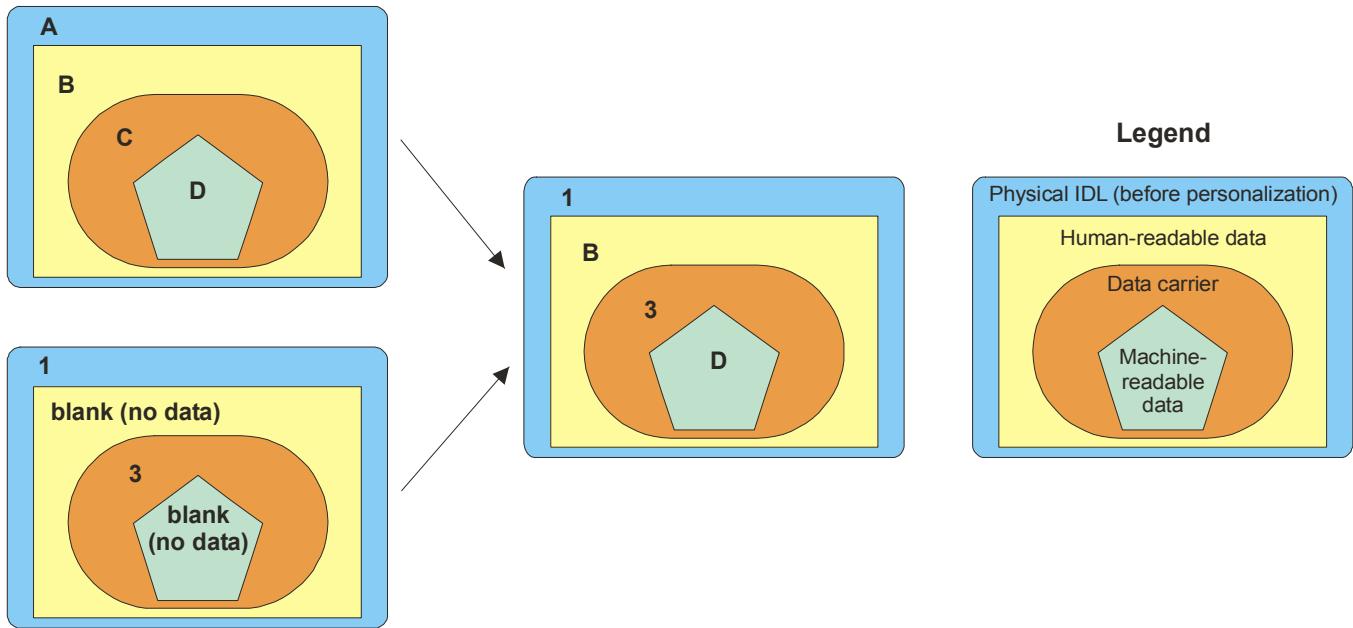 A
B
C
D
1
blank (no data)
3
blank
(no data)
1
B
3
D
Legend
Physical IDL (before personalization)
Human-readable data
Data carrier
Machine-
readable
data